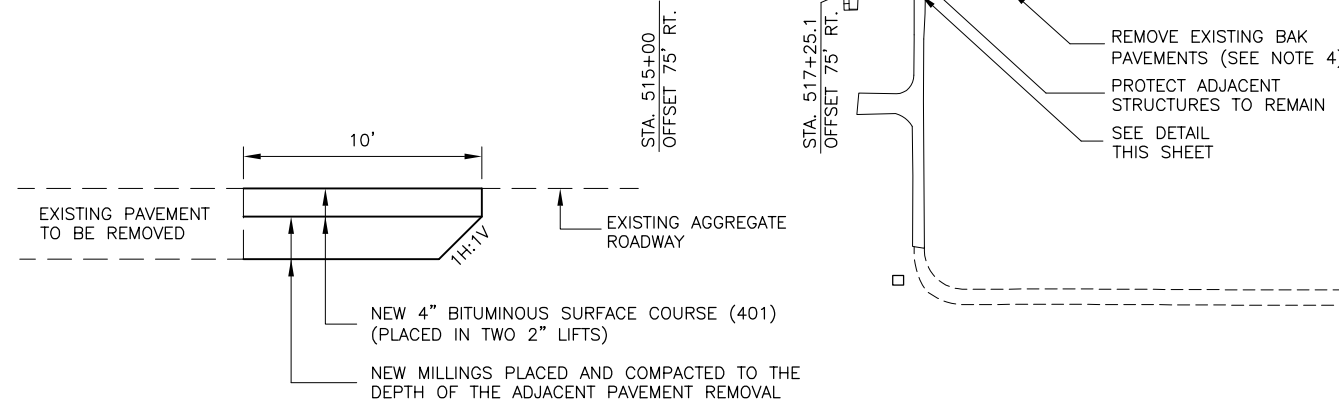 STA. 515+00
OFFSET 75' RT.
STA. 517+25.1
OFFSET 75' RT.
REMOVE EXISTING BAK
PAVEMENTS (SEE NOTE 4)
PROTECT ADJACENT
STRUCTURES TO REMAIN
SEE DETAIL
THIS SHEET
10'
EXISTING PAVEMENT
TO BE REMOVED
1H:1V
EXISTING AGGREGATE
ROADWAY
NEW 4" BITUMINOUS SURFACE COURSE (401)
(PLACED IN TWO 2" LIFTS)
NEW MILLINGS PLACED AND COMPACTED TO THE
DEPTH OF THE ADJACENT PAVEMENT REMOVAL